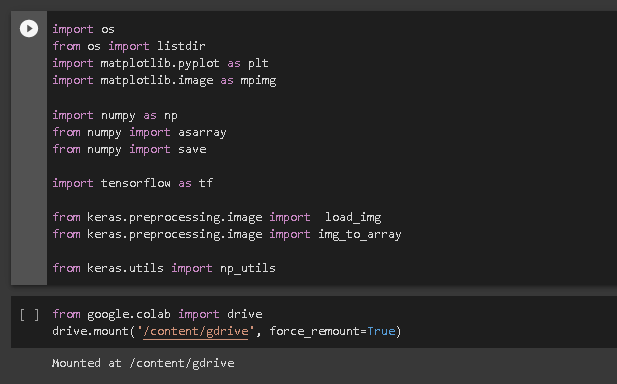 import os
from os import listdir
import matplotlib.pyplot as plt
import matplotlib.image as mpimg
import numpy as np
from numpy import asarray
from numpy import save
import tensorflow as tf
from keras.preprocessing.image import  load_img
from keras.preprocessing.image import img_to_array
from keras.utils import np_utils
[ ] from google.colab import drive
drive.mount('/content/gdrive', force_remount=True)
Mounted at /content/gdrive